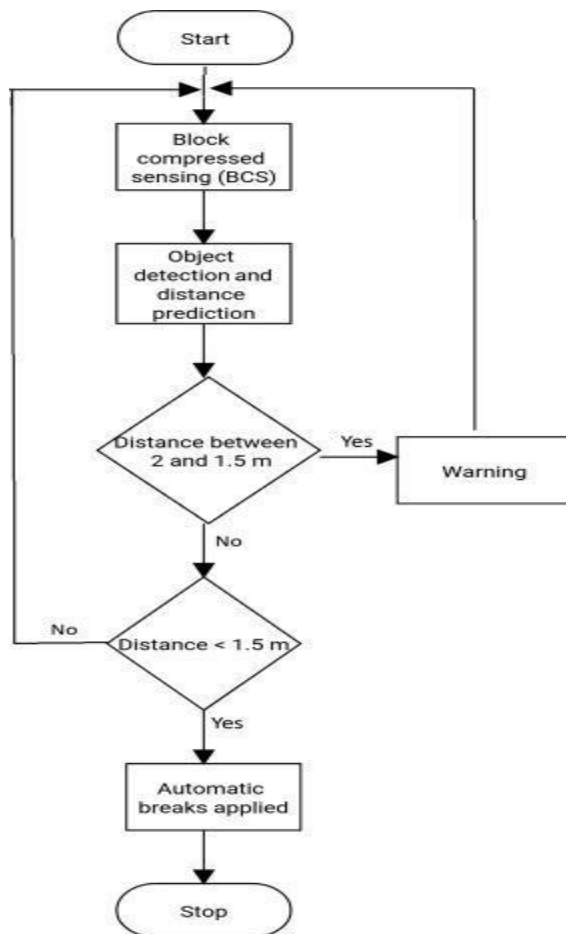 Start
Block
compressed
sensing (BCS)
Object
detection and
distance
prediction
Distance between
2 and 1.5 m
Yes
Warning
No
Distance < 1.5 m
No
Yes
Automatic
breaks applied
Stop